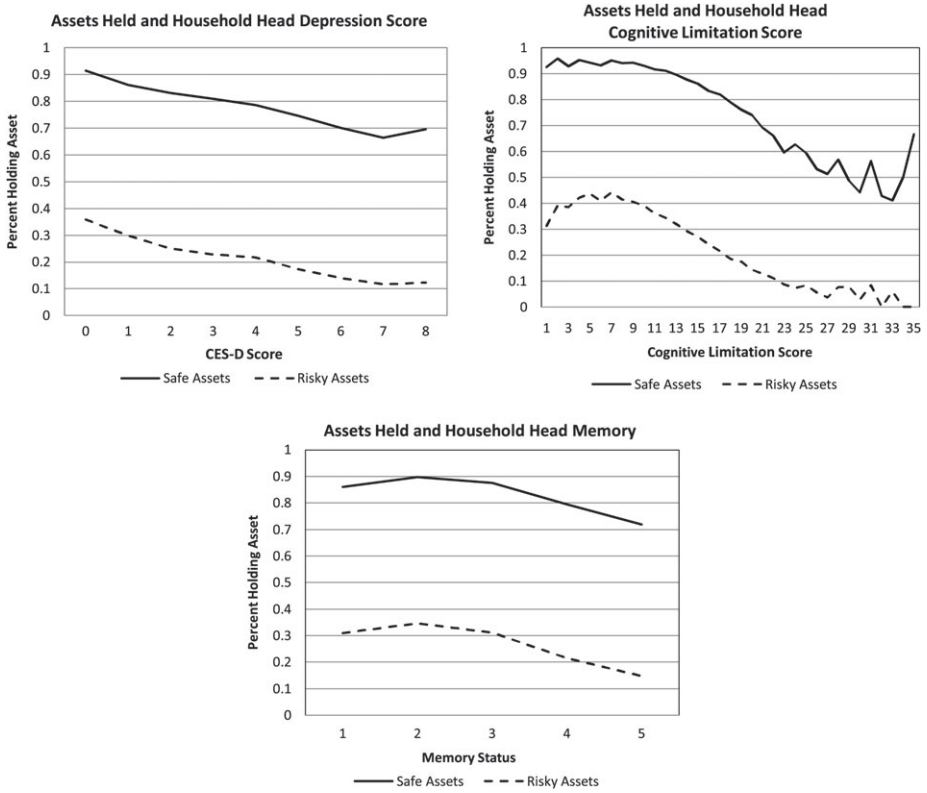 Assets Held and Household Head Depression Score
1
0.9
0.8
0.7
0.6
0.5
0.4
0.3
0.2
0.1
0
Percent Holding Asset
0 1 2 3 4 5 6 7 8
CES-D Score
Safe Assets Risky Assets
Assets Held and Household Head
Cognitive Limitation Score
1
0.9
0.8
0.7
0.6
0.5
0.4
0.3
0.2
0.1
0
Percent Holding Asset
1 3 5 7 9 11 13 15 17 19 21 23 25 27 29 31 33 35
Cognitive Limitation Score
Safe Assets Risky Assets
Assets Held and Household Head Memory
1
0.9
0.8
0.7
0.6
0.5
0.4
0.3
0.2
0.1
0
Percent Holding Asset
1 2 3 4 5
Memory Status
Safe Assets Risky Assets